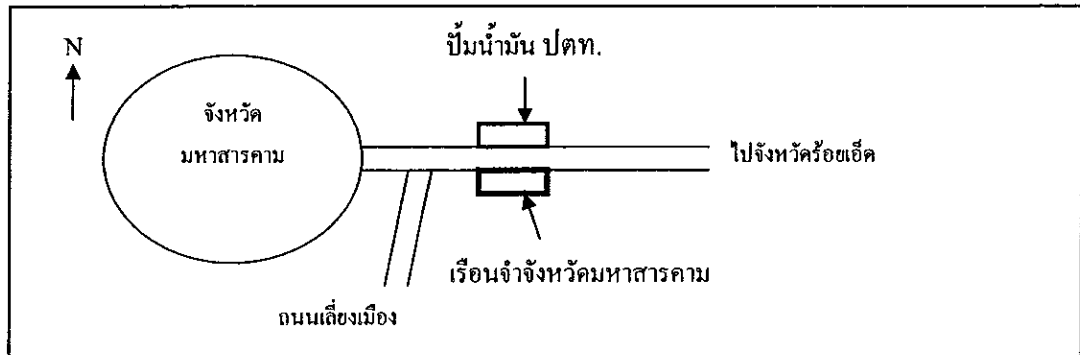 ปั้มน้ำมัน ปตท.
N
จังหวัด
มหาสารคาม
ไปจังหวัดร้อยเอ็ด
เรือนจำจังหวัดมหาสารคาม
ถนนเลี่ยงเมือง